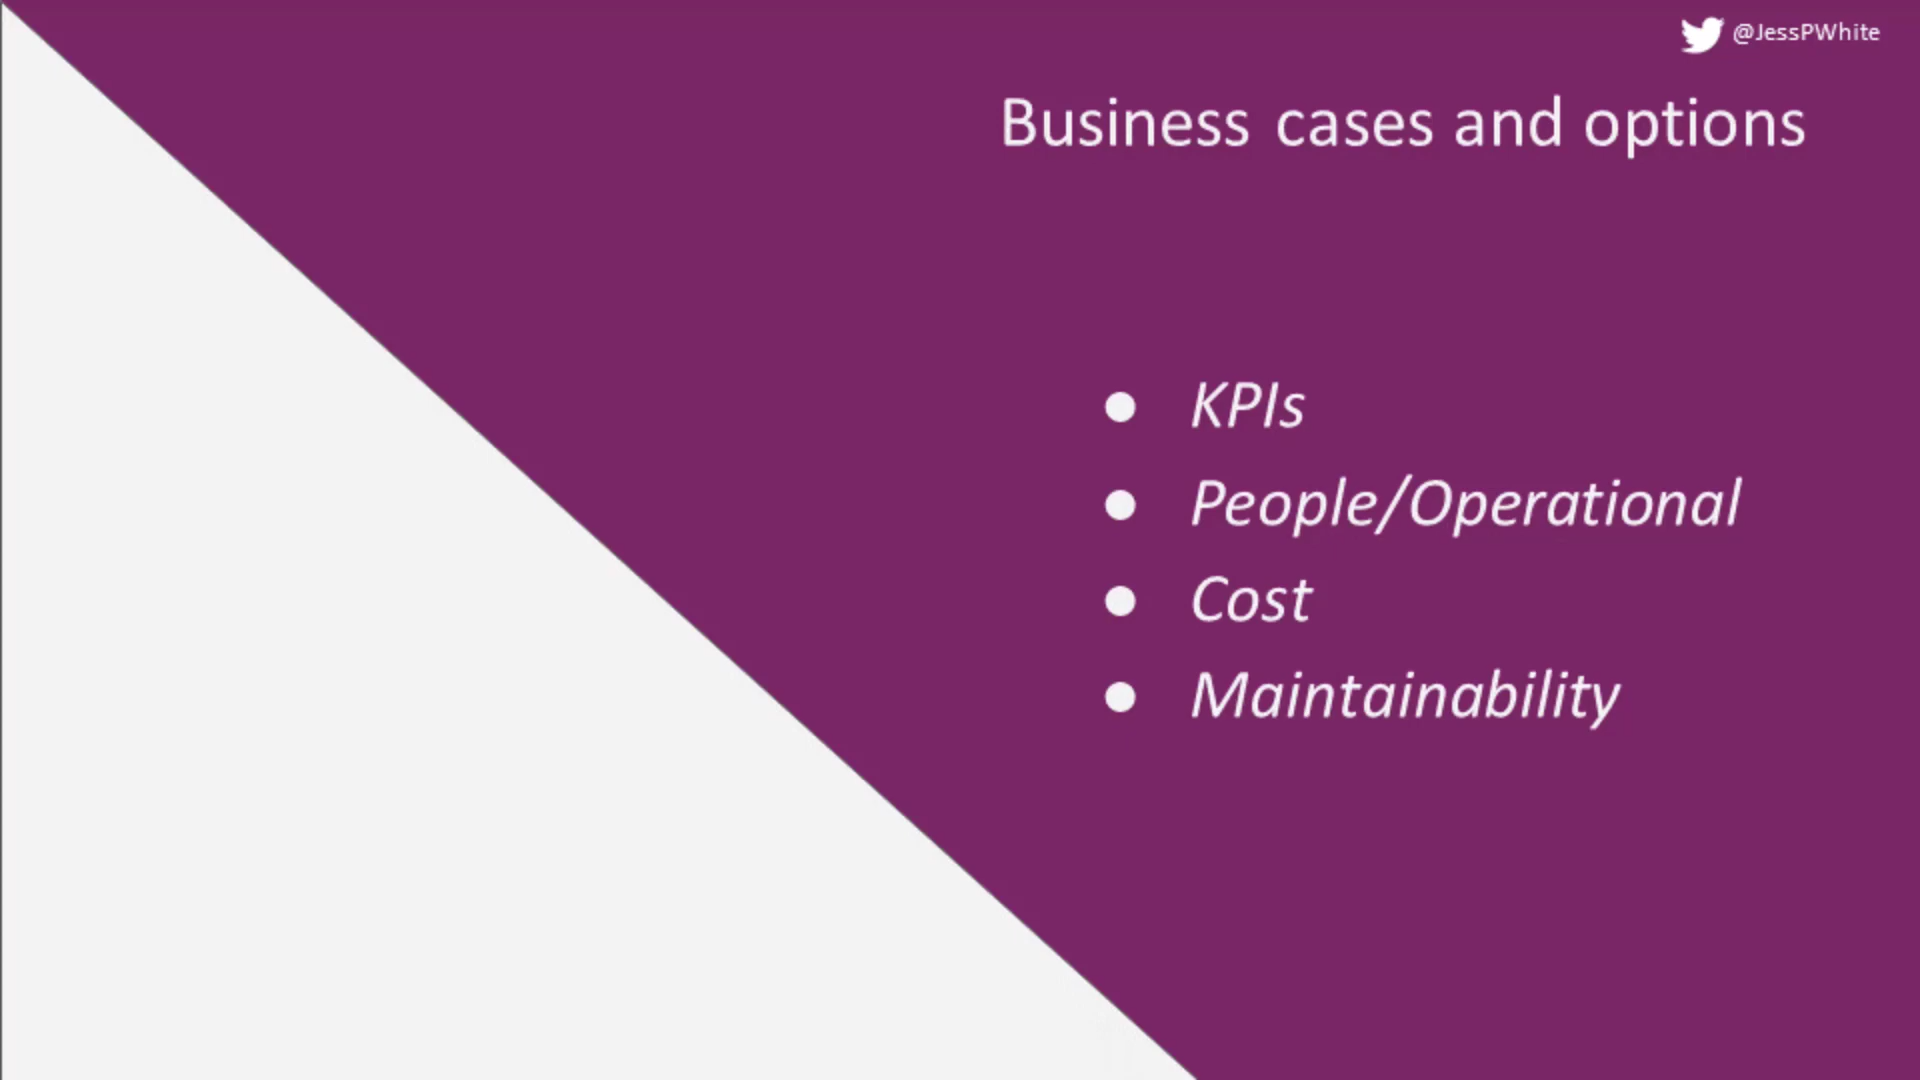 @JessPWhite
Business cases and options
● KPIs
● People/Operational
● Cost
● Maintainability